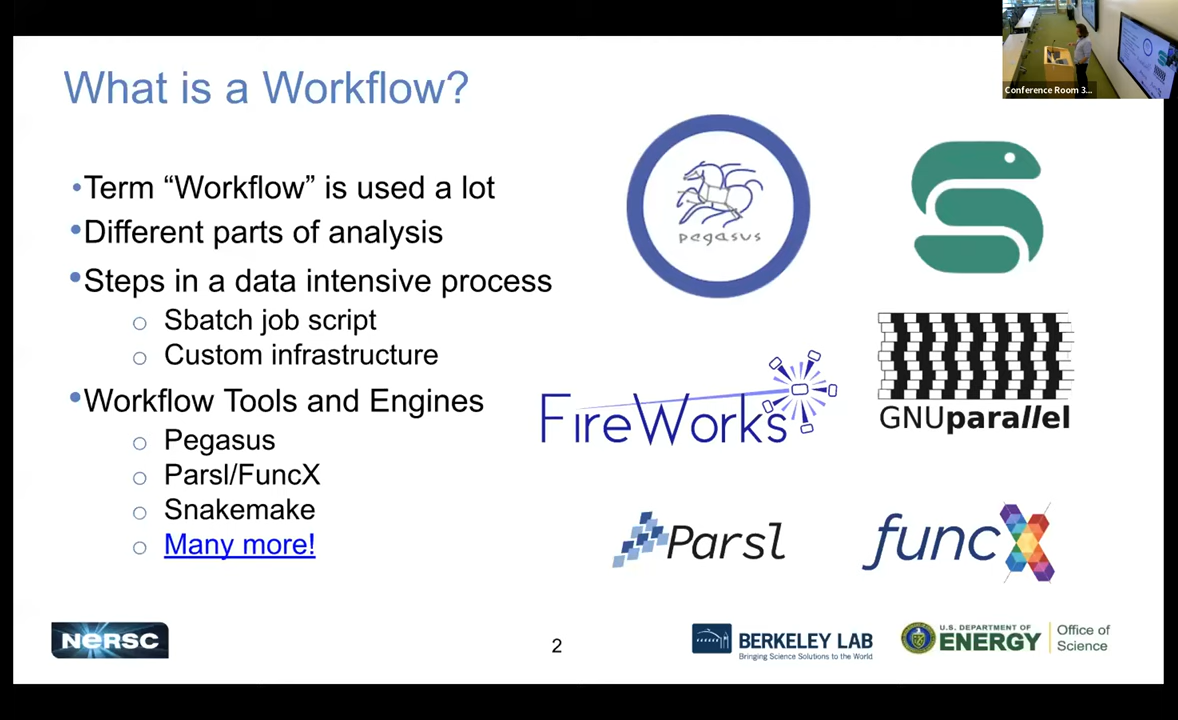 What is a Workflow?
Conference Room 3...
•Term “Workflow” is used a lot
•Different parts of analysis
•Steps in a data intensive process
○ Sbatch job script
○ Custom infrastructure
•Workflow Tools and Engines
○ Pegasus
○ Parsl/FuncX
○ Snakemake
○ Many more!
pegasus
FireWorks
GNUparallel
Parsl
funcX
NERSC
2
BERKELEY LAB
Bringing Science Solutions to the World
U.S. DEPARTMENT OF
ENERGY
Office of
Science